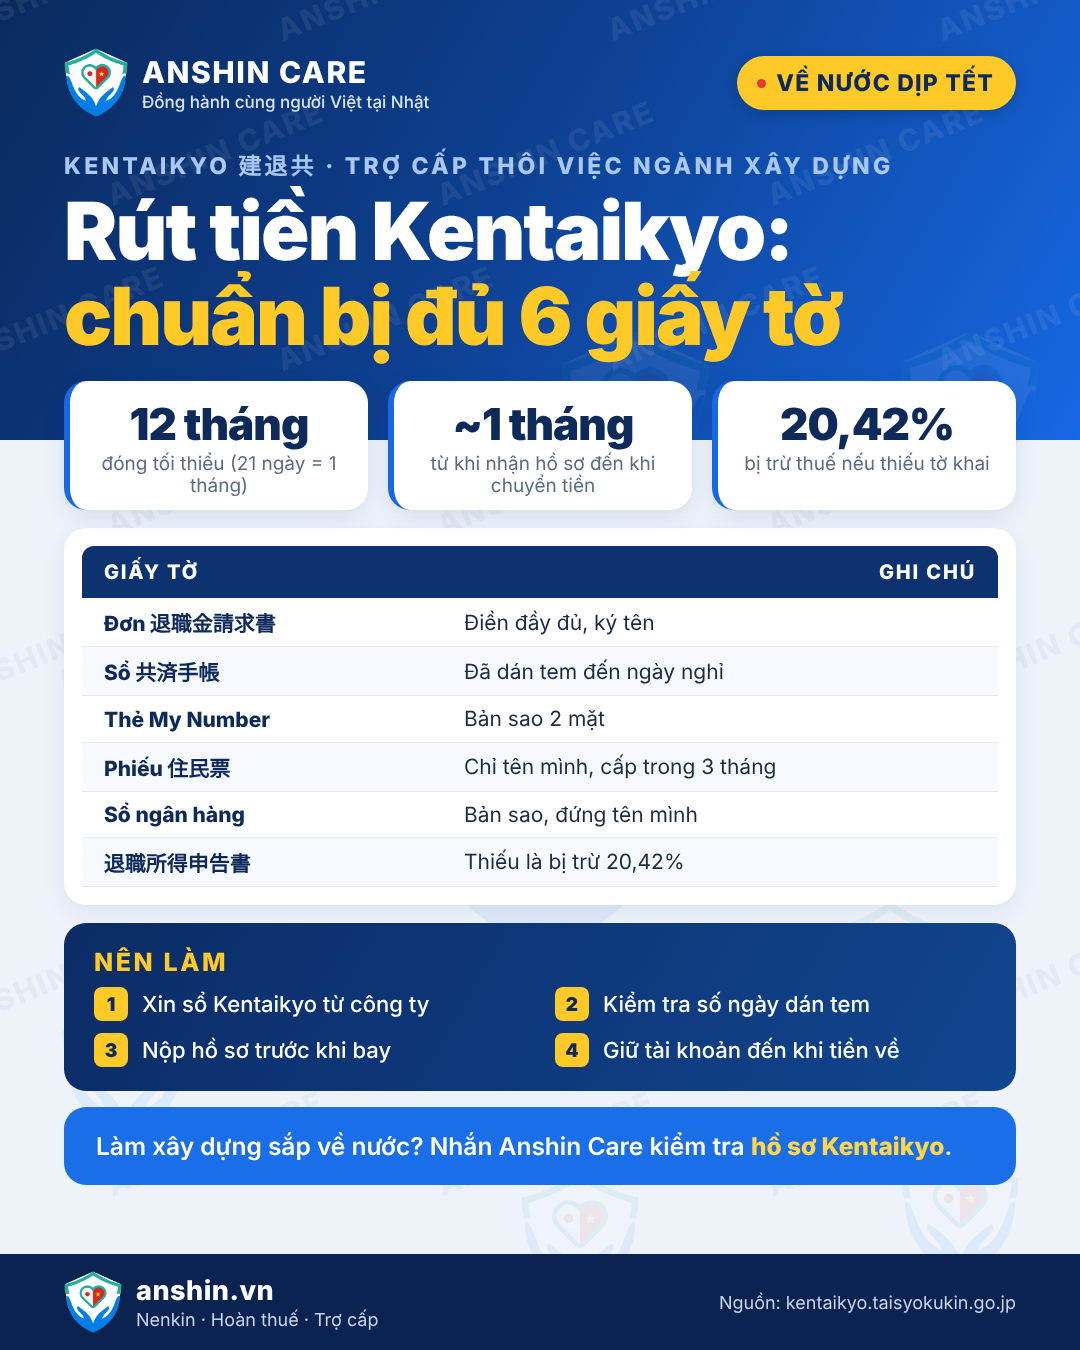 ANSHIN CARE
Đồng hành cùng người Việt tại Nhật
VỀ NƯỚC DỊP TẾT
KENTAIKYO 建退共 · TRỢ CẤP THÔI VIỆC NGÀNH XÂY DỰNG
Rút tiền Kentaikyo:
chuẩn bị đủ 6 giấy tờ
12 tháng
đóng tối thiểu (21 ngày = 1
tháng)
~1 tháng
từ khi nhận hồ sơ đến khi
chuyển tiền
20,42%
bị trừ thuế nếu thiếu tờ khai
GIẤY TỜ GHI CHÚ
Đơn 退職金請求書 Điền đầy đủ, ký tên
Sổ 共済手帳 Đã dán tem đến ngày nghỉ
Thẻ My Number Bản sao 2 mặt
Phiếu 住民票 Chỉ tên mình, cấp trong 3 tháng
Sổ ngân hàng Bản sao, đứng tên mình
退職所得申告書 Thiếu là bị trừ 20,42%
NÊN LÀM
1 Xin sổ Kentaikyo từ công ty
2 Kiểm tra số ngày dán tem
3 Nộp hồ sơ trước khi bay
4 Giữ tài khoản đến khi tiền về
Làm xây dựng sắp về nước? Nhắn Anshin Care kiểm tra hồ sơ Kentaikyo.
anshin.vn
Nenkin · Hoàn thuế · Trợ cấp
Nguồn: kentaikyo.taisyokukin.go.jp